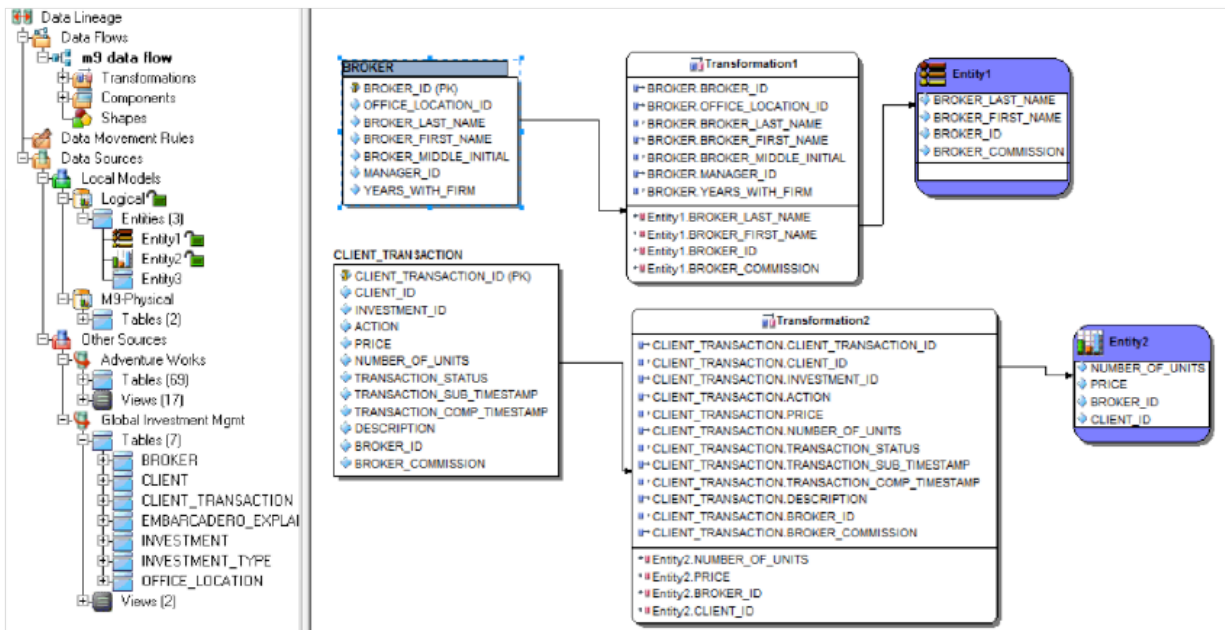 Data Lineage
Data Flows
m9 data flow
Transformations
Components
Shapes
Data Movement Rules
Data Sources
Local Models
Logical
Entities (3)
Entity1
Entity2
Entity3
M9-Physical
Tables (2)
Other Sources
Adventure Works
Tables (69)
Views (17)
Global Investment Mgmt
Tables (7)
BROKER
CLIENT
CLIENT_TRANSACTION
EMBARCADERO_EXPLAI
INVESTMENT
INVESTMENT_TYPE
OFFICE_LOCATION
Views (2)
BROKER
BROKER_ID (PK)
OFFICE_LOCATION_ID
BROKER_LAST_NAME
BROKER_FIRST_NAME
BROKER_MIDDLE_INITIAL
MANAGER_ID
YEARS_WITH_FIRM
Transformation1
BROKER.BROKER_ID
BROKER.OFFICE_LOCATION_ID
BROKER.BROKER_LAST_NAME
BROKER.BROKER_FIRST_NAME
BROKER.BROKER_MIDDLE_INITIAL
BROKER.MANAGER_ID
BROKER.YEARS_WITH_FIRM
Entity1.BROKER_LAST_NAME
Entity1.BROKER_FIRST_NAME
Entity1.BROKER_ID
Entity1.BROKER_COMMISSION
Entity1
BROKER_LAST_NAME
BROKER_FIRST_NAME
BROKER_ID
BROKER_COMMISSION
CLIENT_TRANSACTION
CLIENT_TRANSACTION_ID (PK)
CLIENT_ID
INVESTMENT_ID
ACTION
PRICE
NUMBER_OF_UNITS
TRANSACTION_STATUS
TRANSACTION_SUB_TIMESTAMP
TRANSACTION_COMP_TIMESTAMP
DESCRIPTION
BROKER_ID
BROKER_COMMISSION
Transformation2
CLIENT_TRANSACTION.CLIENT_TRANSACTION_ID
CLIENT_TRANSACTION.CLIENT_ID
CLIENT_TRANSACTION.INVESTMENT_ID
CLIENT_TRANSACTION.ACTION
CLIENT_TRANSACTION.PRICE
CLIENT_TRANSACTION.NUMBER_OF_UNITS
CLIENT_TRANSACTION.TRANSACTION_STATUS
CLIENT_TRANSACTION.TRANSACTION_SUB_TIMESTAMP
CLIENT_TRANSACTION.TRANSACTION_COMP_TIMESTAMP
CLIENT_TRANSACTION.DESCRIPTION
CLIENT_TRANSACTION.BROKER_ID
CLIENT_TRANSACTION.BROKER_COMMISSION
Entity2.NUMBER_OF_UNITS
Entity2.PRICE
Entity2.BROKER_ID
Entity2.CLIENT_ID
Entity2
NUMBER_OF_UNITS
PRICE
BROKER_ID
CLIENT_ID